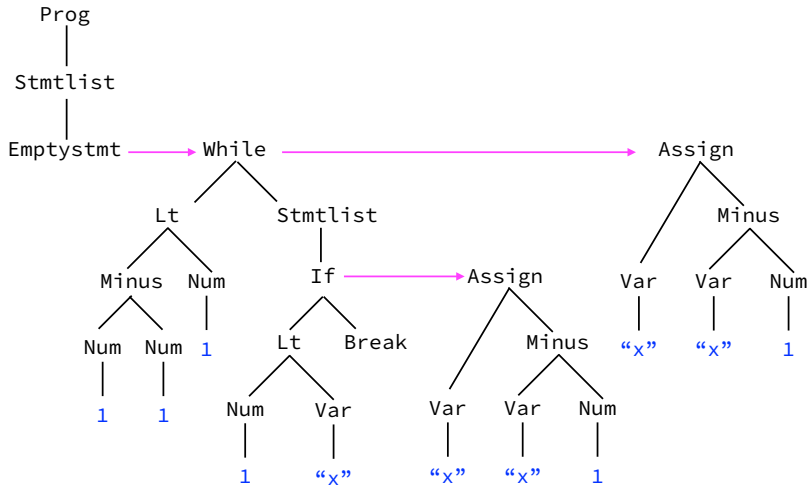 Prog
Stmtlist
Emptystmt While Assign
Lt Stmtlist Minus
Minus Num If Assign Var Var Num
Num Num 1 Lt Break Minus “x” “x” 1
1 1 Num Var Var Var Num
1 “x” “x” “x” 1